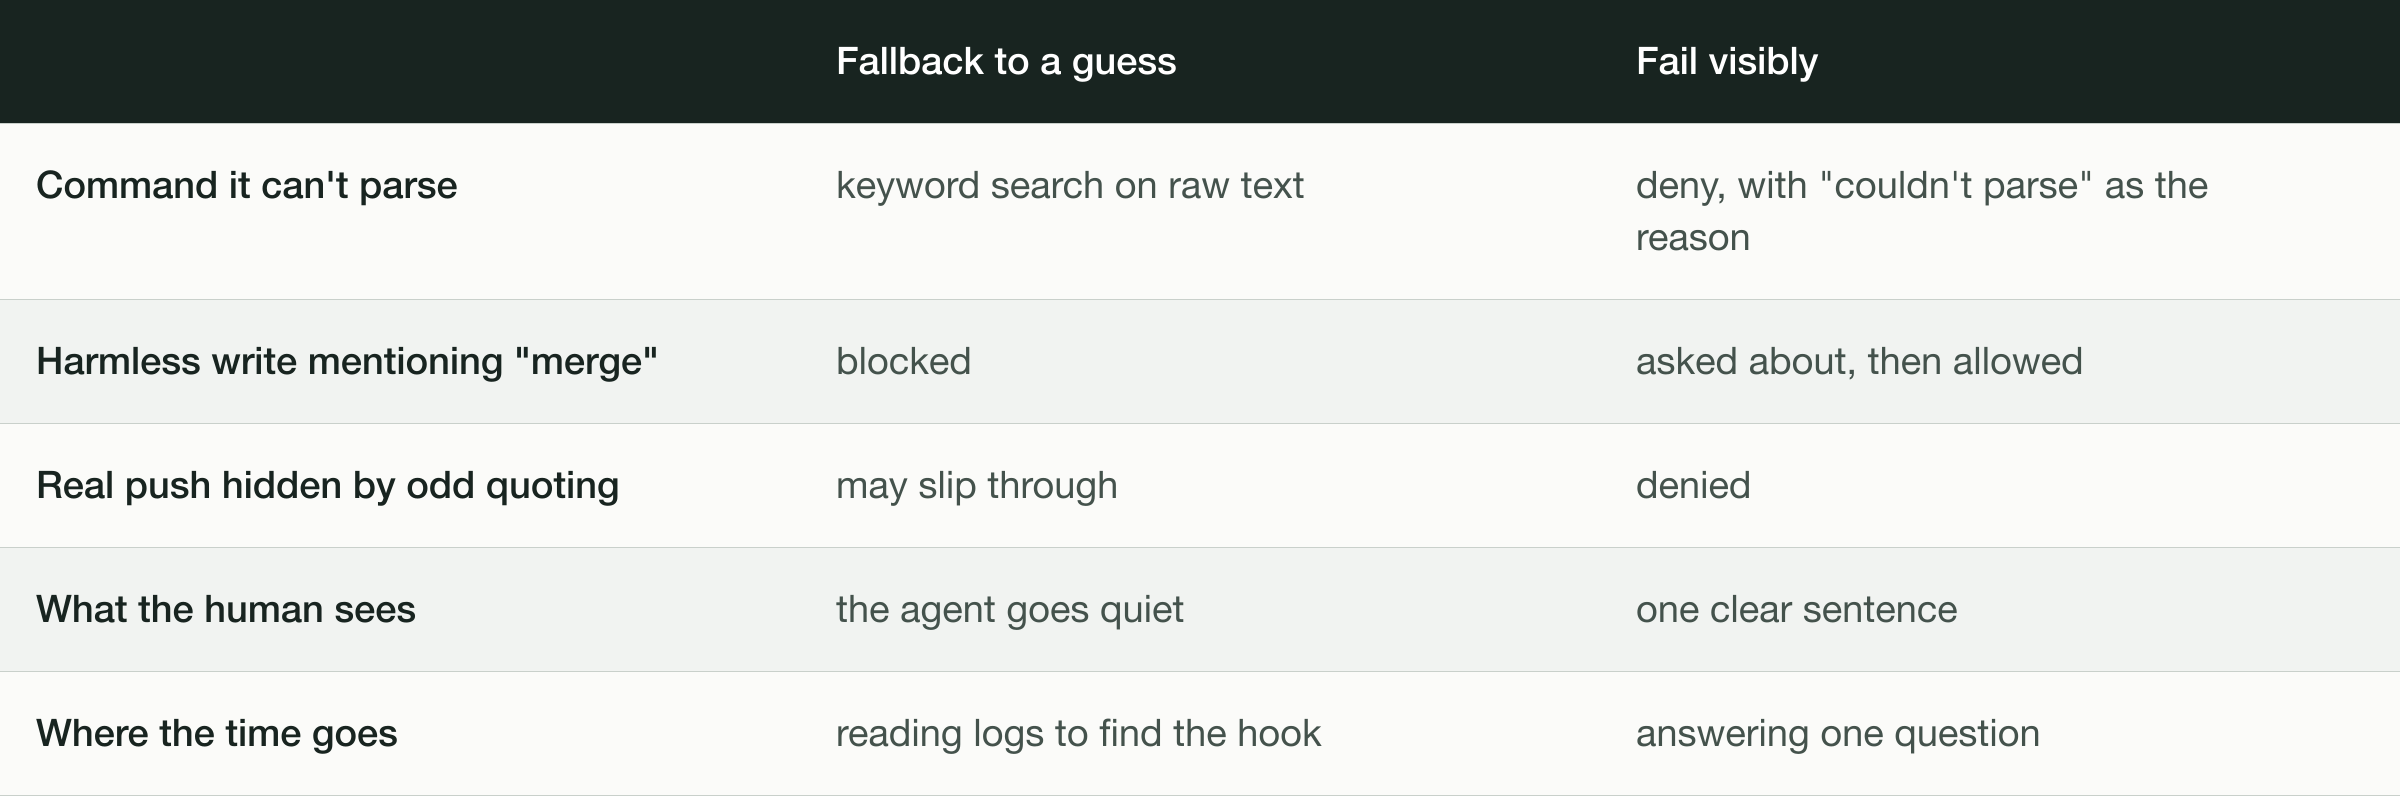 Fallback to a guess
Fail visibly
Command it can't parse
keyword search on raw text
deny, with "couldn't parse" as the
reason
Harmless write mentioning "merge"
blocked
asked about, then allowed
Real push hidden by odd quoting
may slip through
denied
What the human sees
the agent goes quiet
one clear sentence
Where the time goes
reading logs to find the hook
answering one question